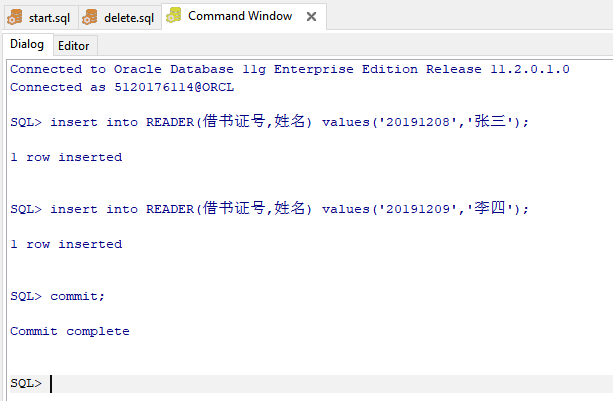 start.sql delete.sql Command Window
Dialog Editor
Connected to Oracle Database 11g Enterprise Edition Release 11.2.0.1.0
Connected as 5120176114@ORCL
SQL> insert into READER(借书证号,姓名) values('20191208','张三');
1 row inserted
SQL> insert into READER(借书证号,姓名) values('20191209','李四');
1 row inserted
SQL> commit;
Commit complete
SQL>